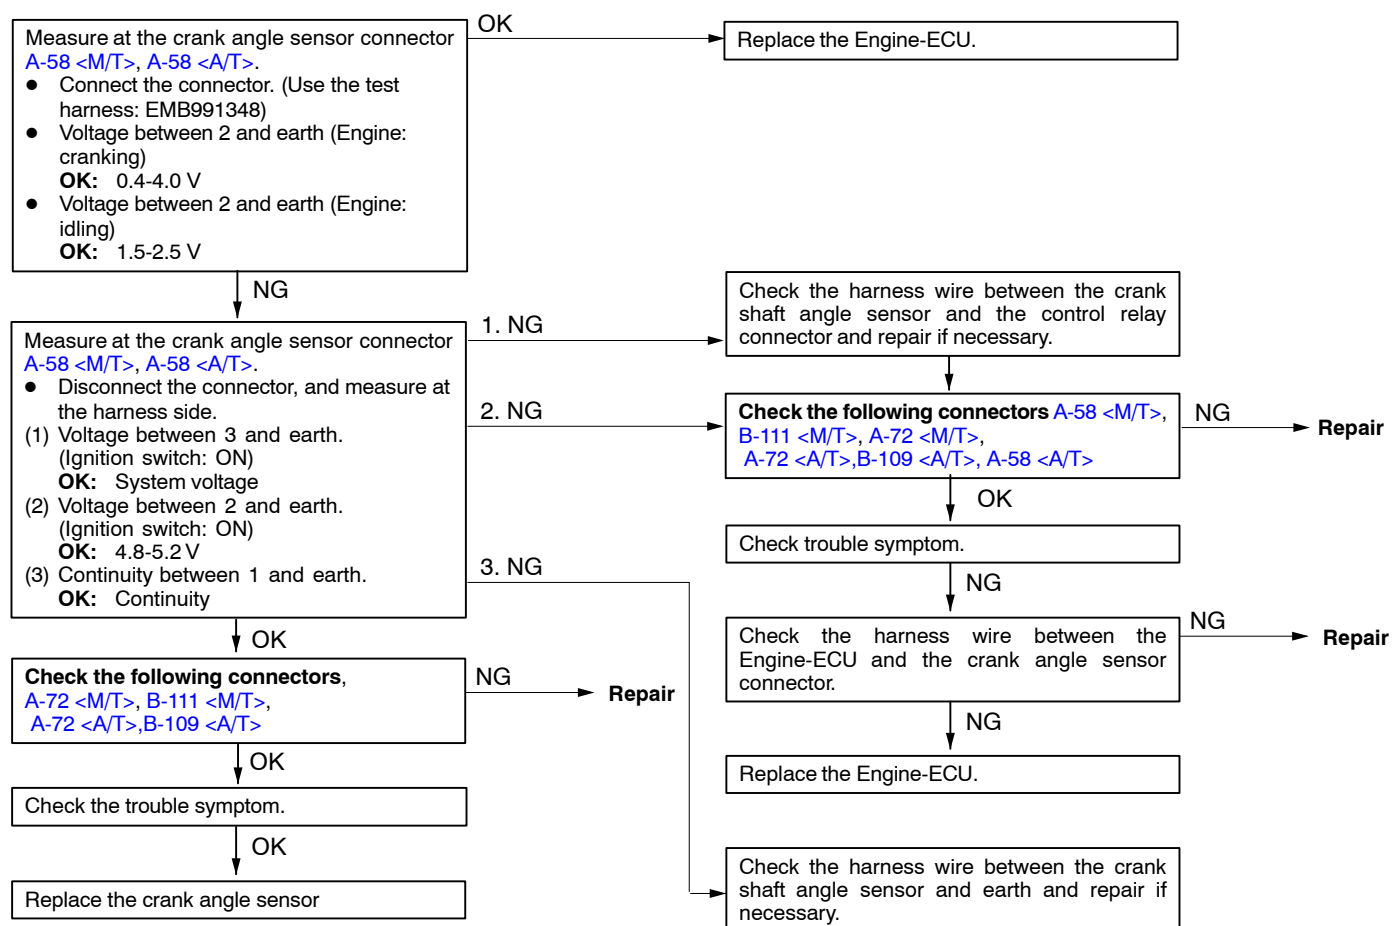 Measure at the crank angle sensor connector
A-58 <M/T>, A-58 <A/T>.
● Connect the connector. (Use the test
harness: EMB991348)
● Voltage between 2 and earth (Engine:
cranking)
OK: 0.4-4.0 V
● Voltage between 2 and earth (Engine:
idling)
OK: 1.5-2.5 V
OK
Replace the Engine-ECU.
NG
Measure at the crank angle sensor connector
A-58 <M/T>, A-58 <A/T>.
● Disconnect the connector, and measure at
the harness side.
(1) Voltage between 3 and earth.
(Ignition switch: ON)
OK: System voltage
(2) Voltage between 2 and earth.
(Ignition switch: ON)
OK: 4.8-5.2 V
(3) Continuity between 1 and earth.
OK: Continuity
1. NG
Check the harness wire between the crank
shaft angle sensor and the control relay
connector and repair if necessary.
2. NG
Check the following connectors A-58 <M/T>,
B-111 <M/T>, A-72 <M/T>,
A-72 <A/T>,B-109 <A/T>, A-58 <A/T>
NG
Repair
OK
Check trouble symptom.
NG
Check the harness wire between the
Engine-ECU and the crank angle sensor
connector.
NG
Repair
NG
Replace the Engine-ECU.
3. NG
Check the harness wire between the crank
shaft angle sensor and earth and repair if
necessary.
OK
Check the following connectors,
A-72 <M/T>, B-111 <M/T>,
A-72 <A/T>,B-109 <A/T>
NG
Repair
OK
Check the trouble symptom.
OK
Replace the crank angle sensor